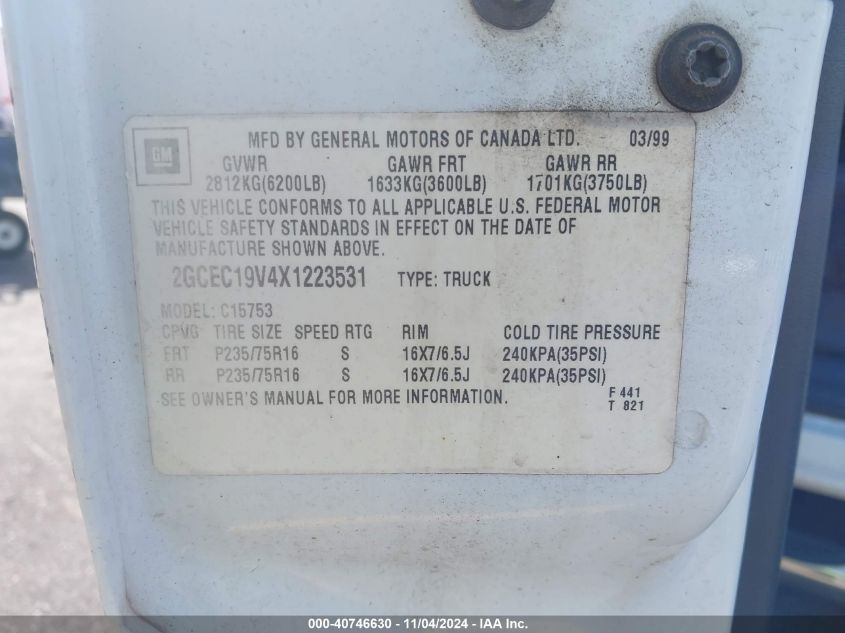 MFD BY GENERAL MOTORS OF CANADA LTD. 03/99
GM
GVWR GAWR FRT GAWR RR
2812KG(6200LB) 1633KG(3600LB) 1701KG(3750LB)
THIS VEHICLE CONFORMS TO ALL APPLICABLE U.S. FEDERAL MOTOR
VEHICLE SAFETY STANDARDS IN EFFECT ON THE DATE OF
MANUFACTURE SHOWN ABOVE.
2GCEC19V4X1223531 TYPE: TRUCK
MODEL: C15753
CPVG TIRE SIZE SPEED RTG RIM COLD TIRE PRESSURE
FRT P235/75R16 S 16X7/6.5J 240KPA(35PSI)
RR P235/75R16 S 16X7/6.5J 240KPA(35PSI)
SEE OWNER'S MANUAL FOR MORE INFORMATION. F 441
T 821
000-40746630 - 11/04/2024 - IAA Inc.